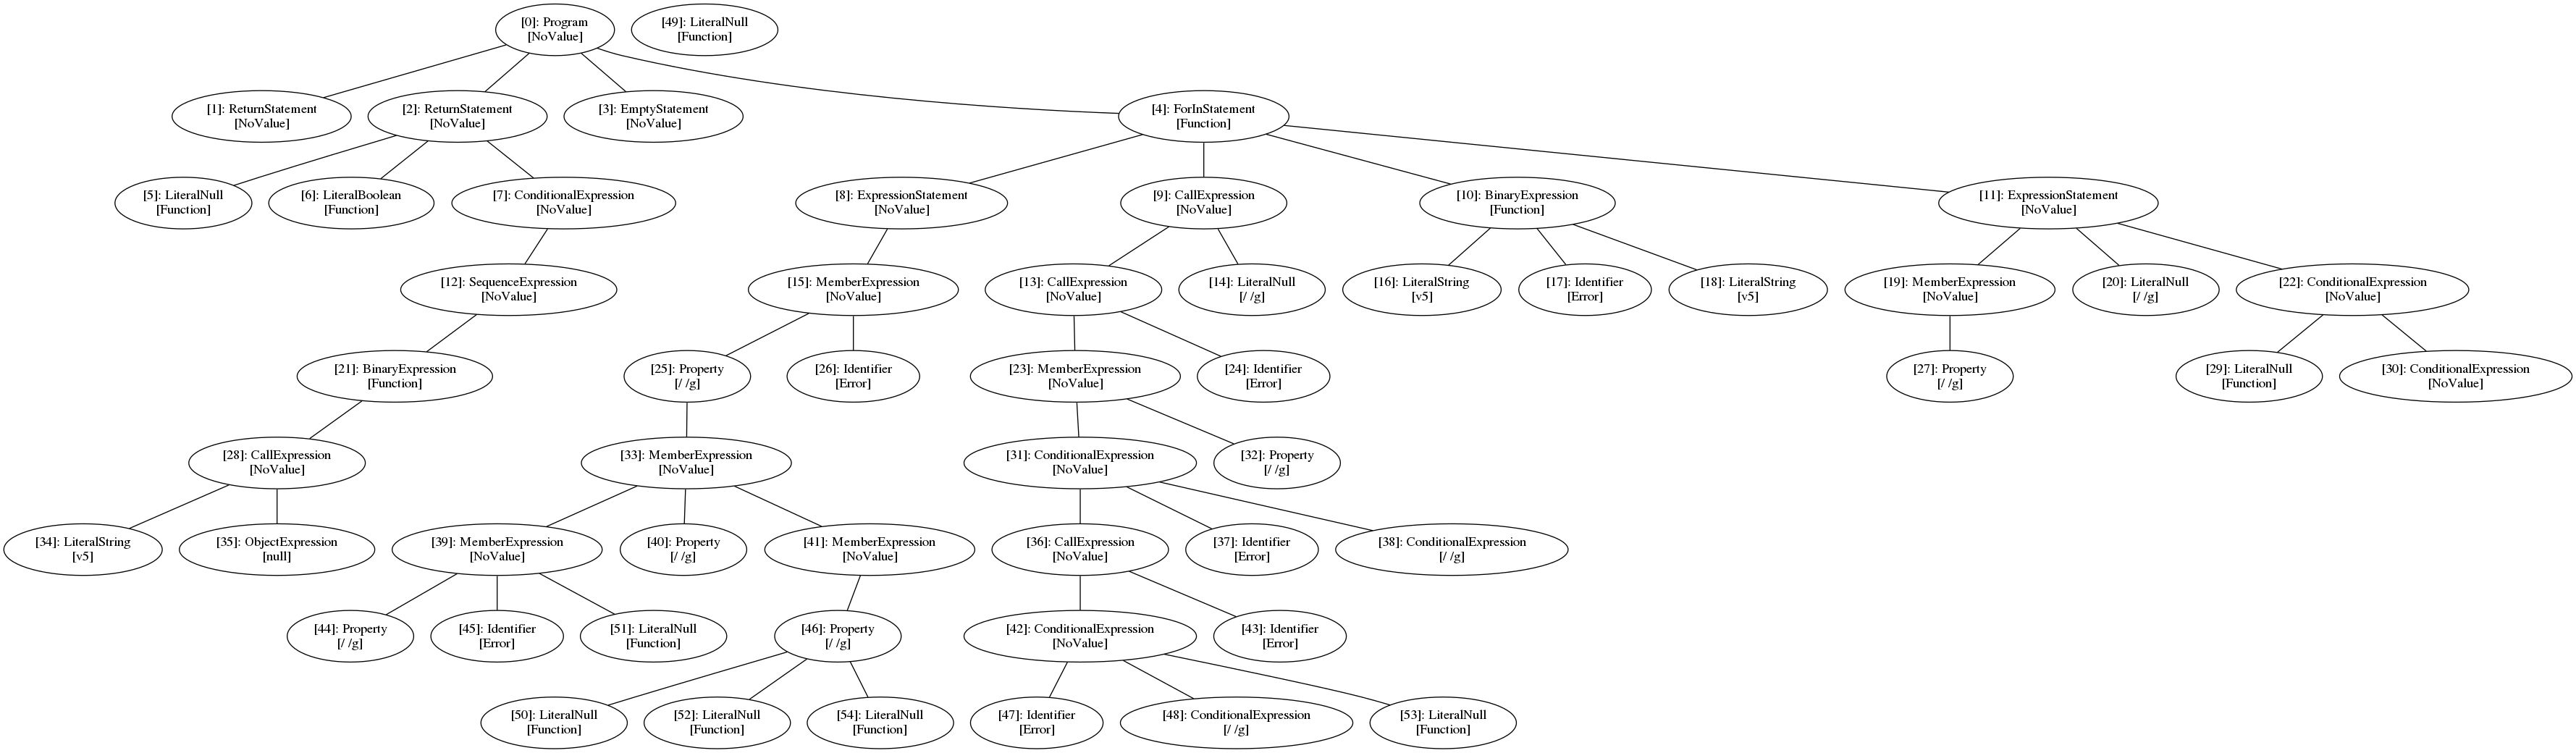 [0]: Program
[NoValue]
[49]: LiteralNull
[Function]
[1]: ReturnStatement
[NoValue]
[2]: ReturnStatement
[NoValue]
[3]: EmptyStatement
[NoValue]
[4]: ForInStatement
[Function]
[5]: LiteralNull
[Function]
[6]: LiteralBoolean
[Function]
[7]: ConditionalExpression
[NoValue]
[8]: ExpressionStatement
[NoValue]
[9]: CallExpression
[NoValue]
[10]: BinaryExpression
[Function]
[11]: ExpressionStatement
[NoValue]
[12]: SequenceExpression
[NoValue]
[15]: MemberExpression
[NoValue]
[13]: CallExpression
[NoValue]
[14]: LiteralNull
[/ /g]
[16]: LiteralString
[v5]
[17]: Identifier
[Error]
[18]: LiteralString
[v5]
[19]: MemberExpression
[NoValue]
[20]: LiteralNull
[/ /g]
[22]: ConditionalExpression
[NoValue]
[21]: BinaryExpression
[Function]
[25]: Property
[/ /g]
[26]: Identifier
[Error]
[23]: MemberExpression
[NoValue]
[24]: Identifier
[Error]
[27]: Property
[/ /g]
[29]: LiteralNull
[Function]
[30]: ConditionalExpression
[NoValue]
[28]: CallExpression
[NoValue]
[33]: MemberExpression
[NoValue]
[31]: ConditionalExpression
[NoValue]
[32]: Property
[/ /g]
[34]: LiteralString
[v5]
[35]: ObjectExpression
[null]
[39]: MemberExpression
[NoValue]
[40]: Property
[/ /g]
[41]: MemberExpression
[NoValue]
[36]: CallExpression
[NoValue]
[37]: Identifier
[Error]
[38]: ConditionalExpression
[/ /g]
[44]: Property
[/ /g]
[45]: Identifier
[Error]
[51]: LiteralNull
[Function]
[46]: Property
[/ /g]
[42]: ConditionalExpression
[NoValue]
[43]: Identifier
[Error]
[50]: LiteralNull
[Function]
[52]: LiteralNull
[Function]
[54]: LiteralNull
[Function]
[47]: Identifier
[Error]
[48]: ConditionalExpression
[/ /g]
[53]: LiteralNull
[Function]